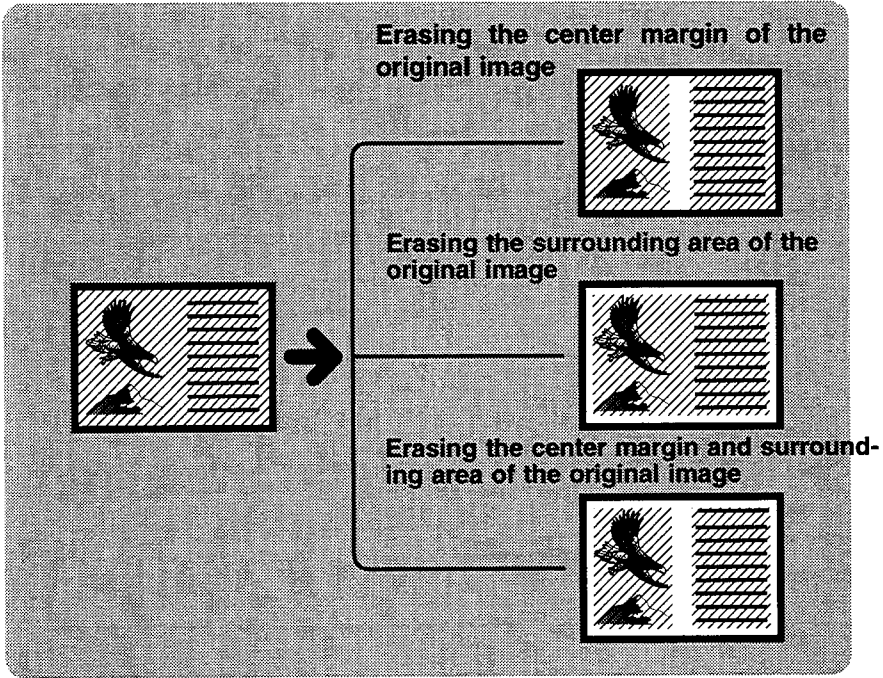 Erasing the center margin of the
original image
Erasing the surrounding area of the
original image
Erasing the center margin and surround-
ing area of the original image